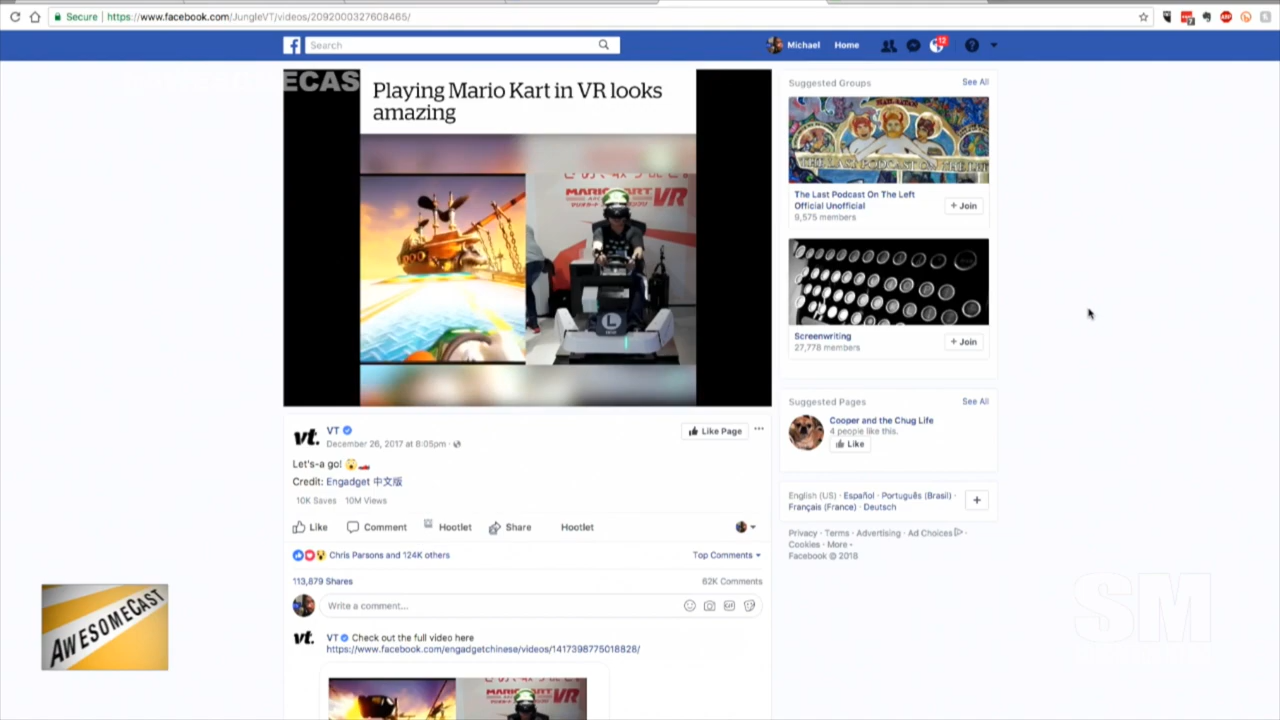 Secure
https://www.facebook.com/JungleVT/videos/2092000327608465/
Search
Michael
Home
12
ECAS
Playing Mario Kart in VR looks
amazing
MARIO KART
VR
L
Suggested Groups
See All
The Last Podcast On The Left
Official Unofficial
9,575 members
+ Join
Screenwriting
27,778 members
+ Join
Suggested Pages
See All
Cooper and the Chug Life
4 people like this.
Like
English (US) · Español · Português (Brasil) ·
Français (France) · Deutsch
+
Privacy · Terms · Advertising · Ad Choices ·
Cookies · More
Facebook © 2018
vt.
VT
December 26, 2017 at 8:05pm ·
Like Page
Let's-a go!
Credit: Engadget 中文版
10K Saves
10M Views
Like
Comment
Hootlet
Share
Hootlet
Chris Parsons and 124K others
Top Comments
113,879 Shares
62K Comments
Write a comment...
GIF
vt.
VT Check out the full video here
https://www.facebook.com/engadgetchinese/videos/1417398775018828/
VR
AWESOMECAST
SM